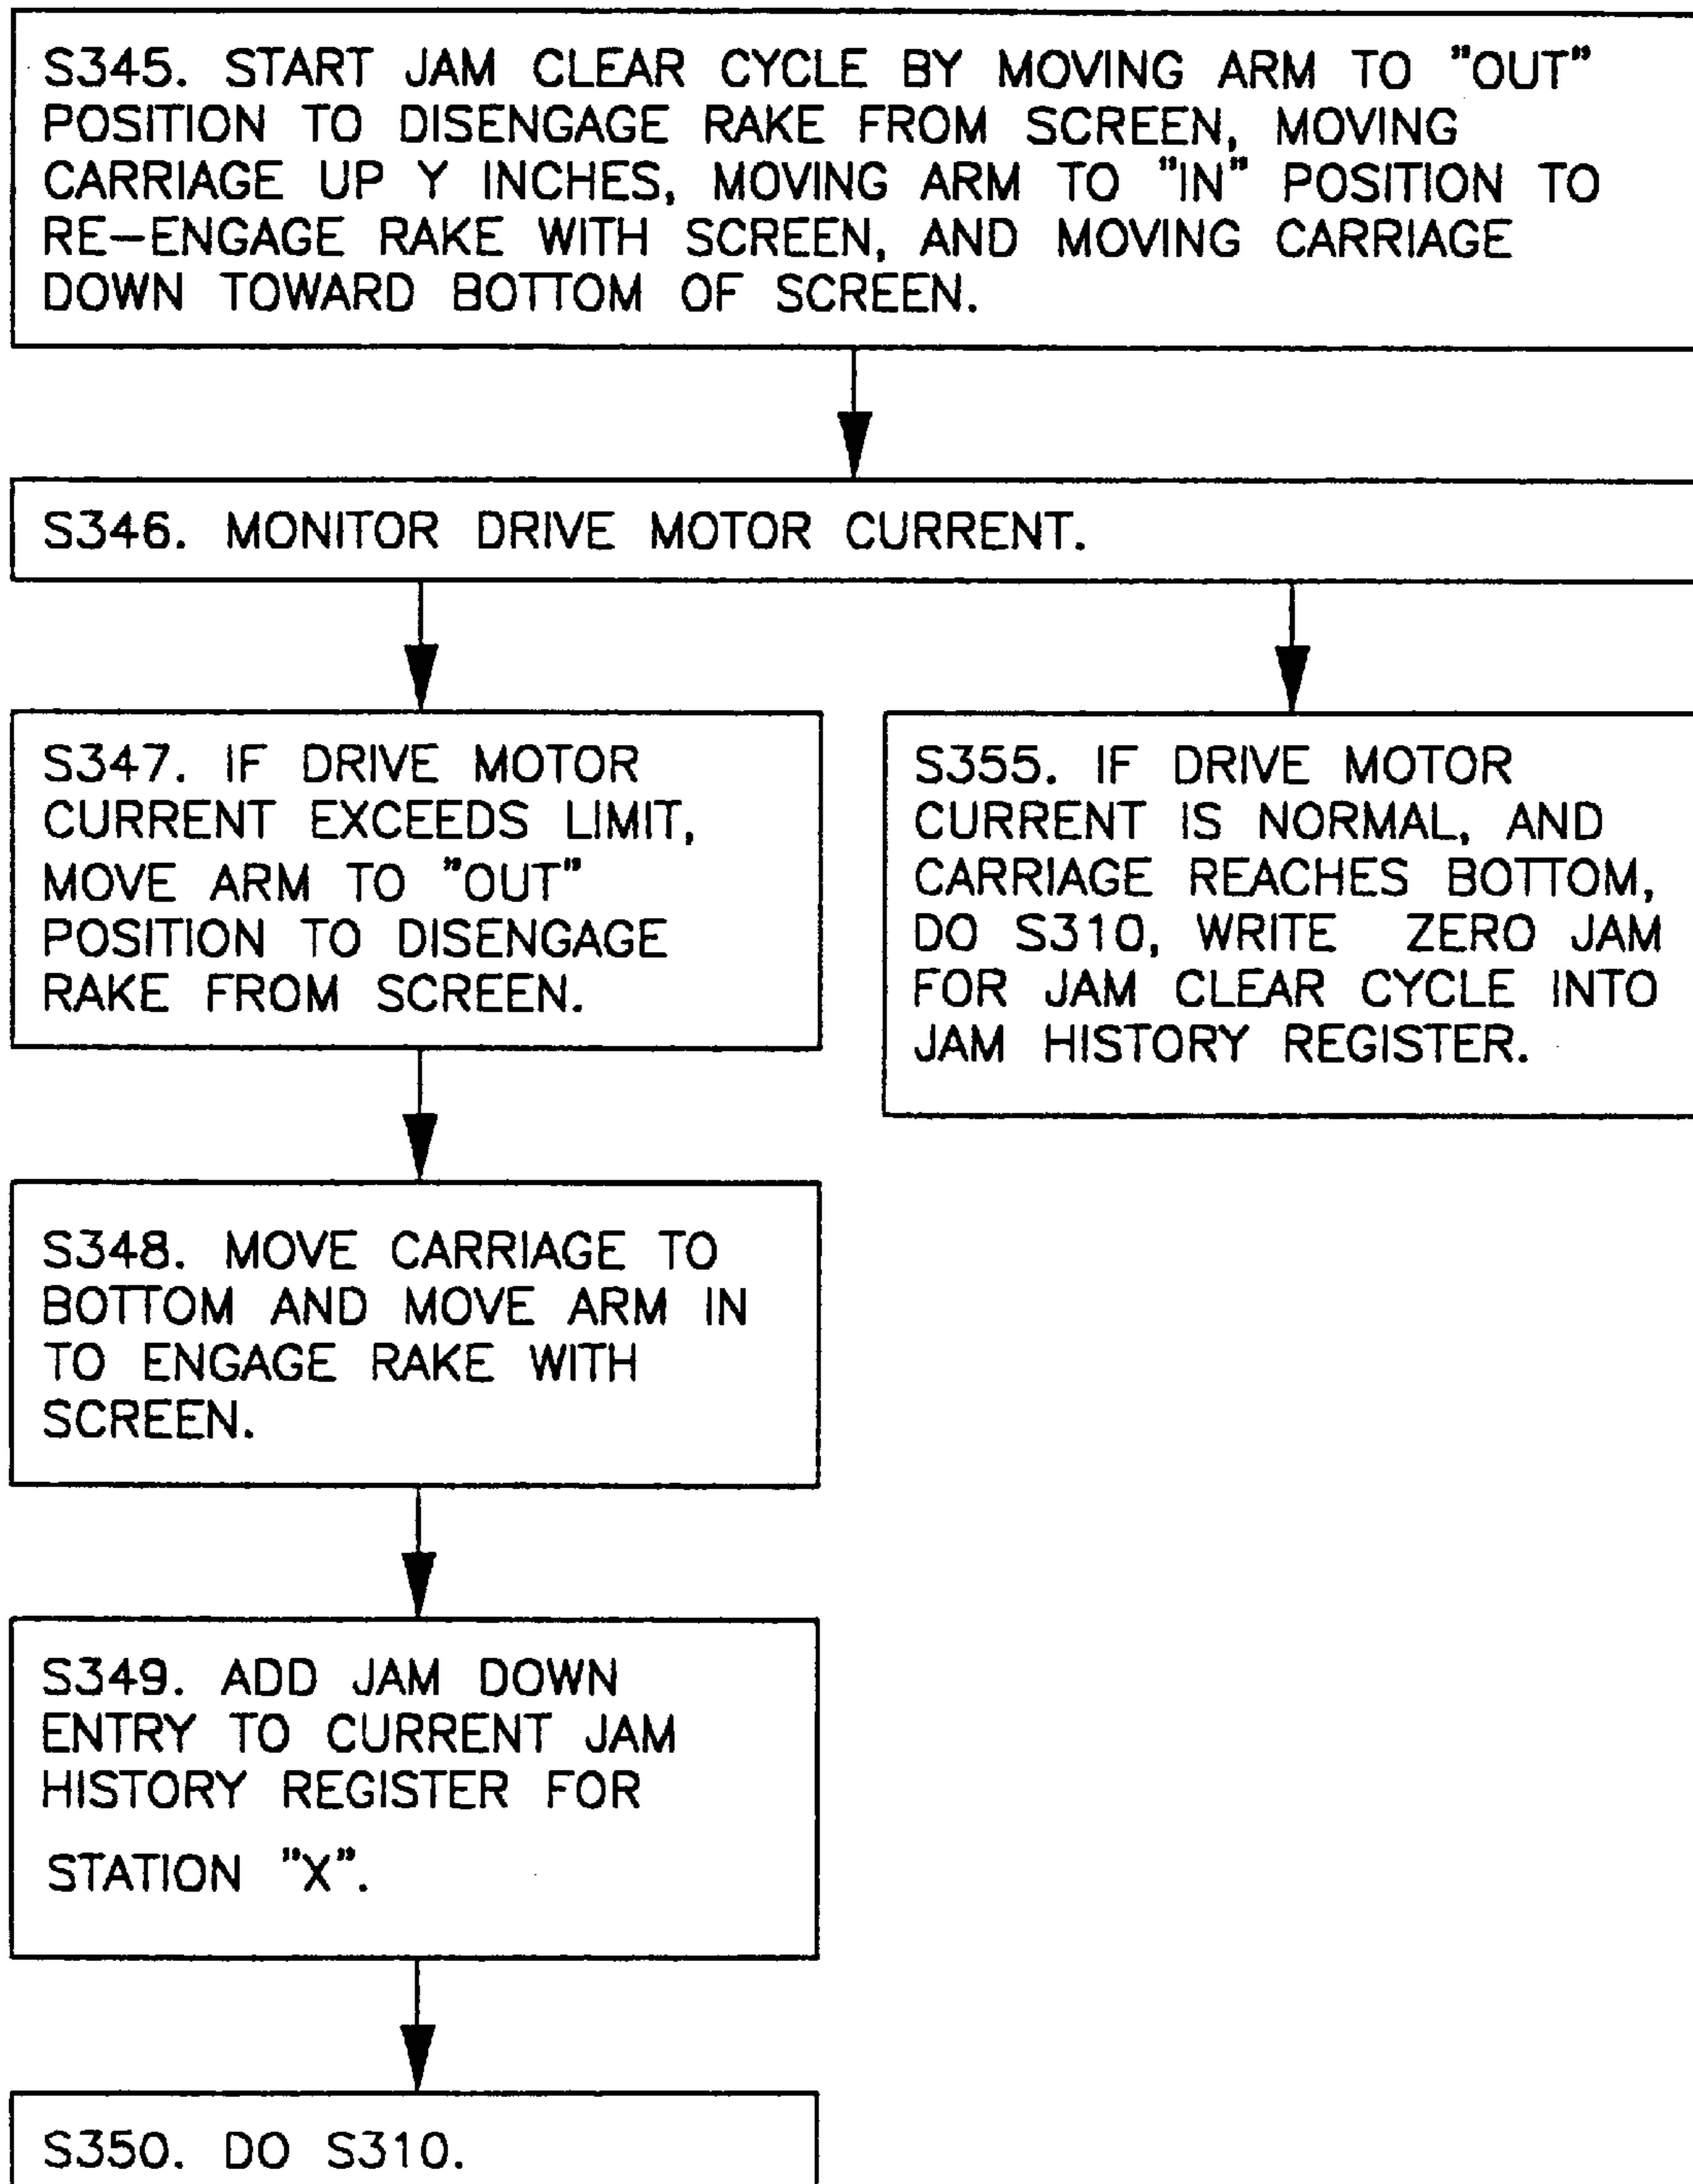 S345. START JAM CLEAR CYCLE BY MOVING ARM TO "OUT"
POSITION TO DISENGAGE RAKE FROM SCREEN, MOVING
CARRIAGE UP Y INCHES, MOVING ARM TO "IN" POSITION TO
RE-ENGAGE RAKE WITH SCREEN, AND MOVING CARRIAGE
DOWN TOWARD BOTTOM OF SCREEN.
S346. MONITOR DRIVE MOTOR CURRENT.
S347. IF DRIVE MOTOR
CURRENT EXCEEDS LIMIT,
MOVE ARM TO "OUT"
POSITION TO DISENGAGE
RAKE FROM SCREEN.
S355. IF DRIVE MOTOR
CURRENT IS NORMAL, AND
CARRIAGE REACHES BOTTOM,
DO S310, WRITE ZERO JAM
FOR JAM CLEAR CYCLE INTO
JAM HISTORY REGISTER.
S348. MOVE CARRIAGE TO
BOTTOM AND MOVE ARM IN
TO ENGAGE RAKE WITH
SCREEN.
S349. ADD JAM DOWN
ENTRY TO CURRENT JAM
HISTORY REGISTER FOR
STATION "X".
S350. DO S310.